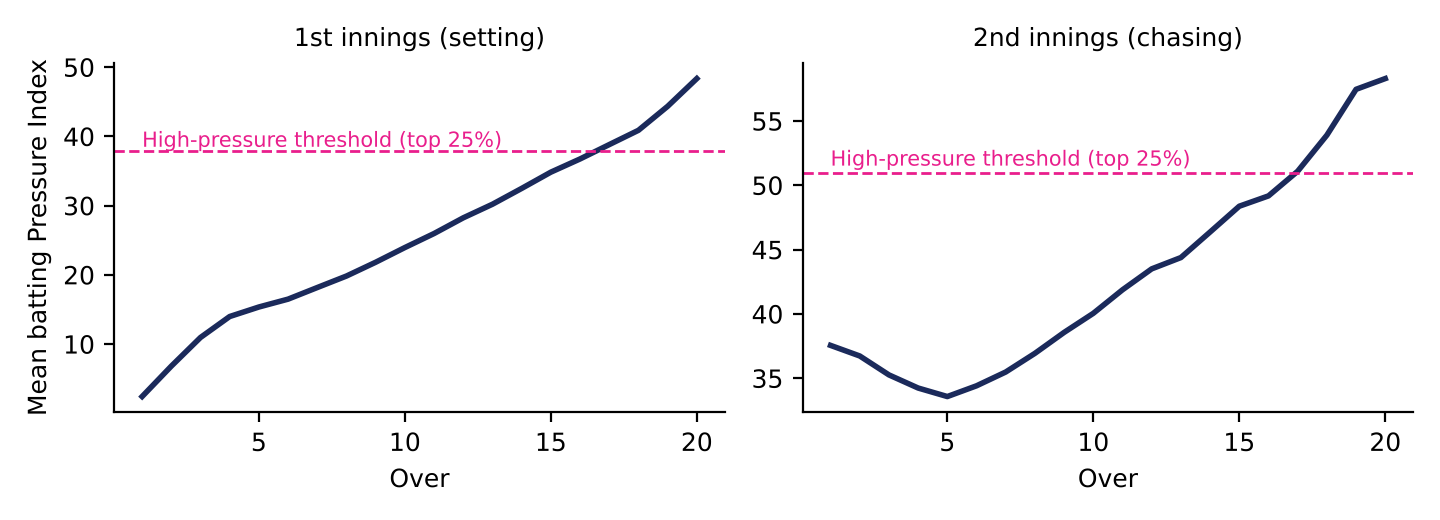 1st innings (setting)
Mean batting Pressure Index
50
40
30
20
10
High-pressure threshold (top 25%)
5
10
15
20
Over
2nd innings (chasing)
55
50
45
40
35
High-pressure threshold (top 25%)
5
10
15
20
Over